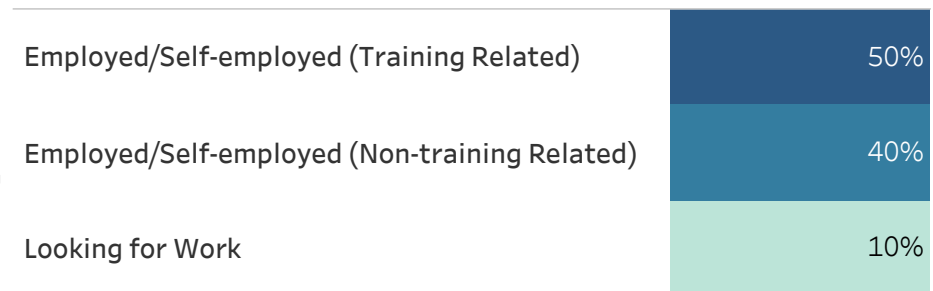 Employed/Self-employed (Training Related) 50%
Employed/Self-employed (Non-training Related) 40%
Looking for Work 10%